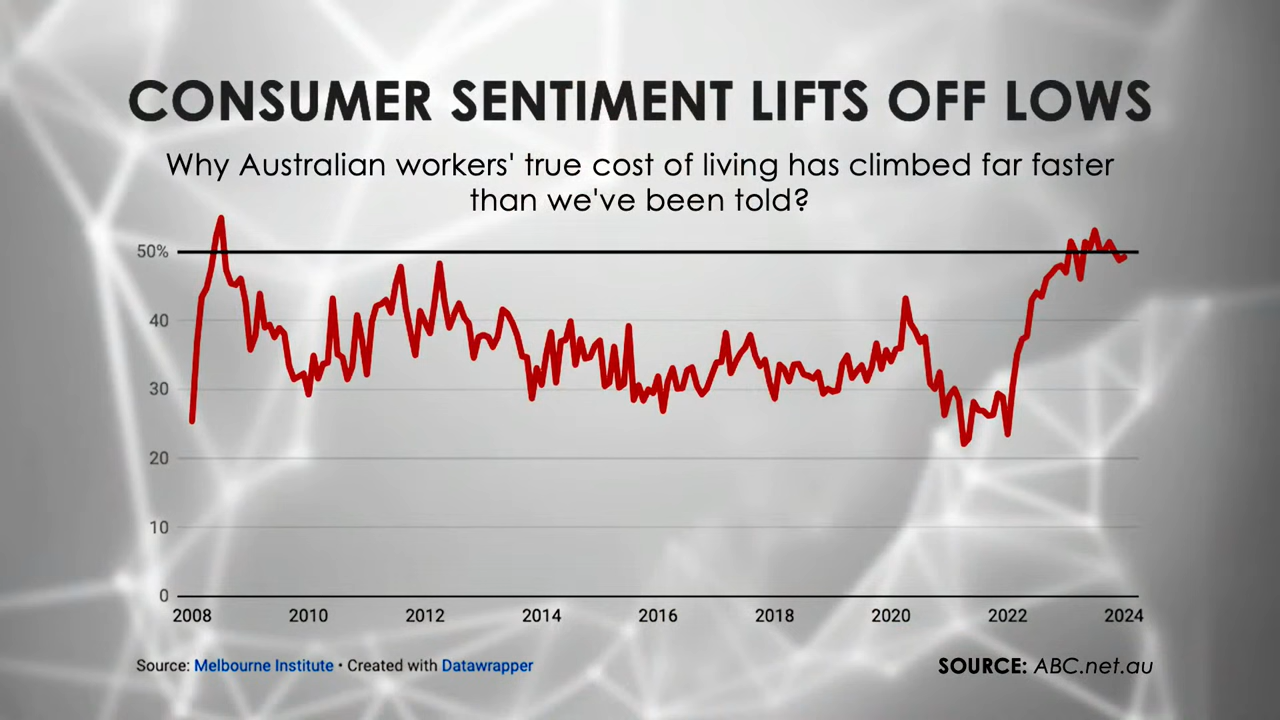 CONSUMER SENTIMENT LIFTS OFF LOWS
Why Australian workers' true cost of living has climbed far faster
than we've been told?
50%
40
30
20
10
0
2008 2010 2012 2014 2016 2018 2020 2022 2024
Source: Melbourne Institute • Created with Datawrapper
SOURCE: ABC.net.au